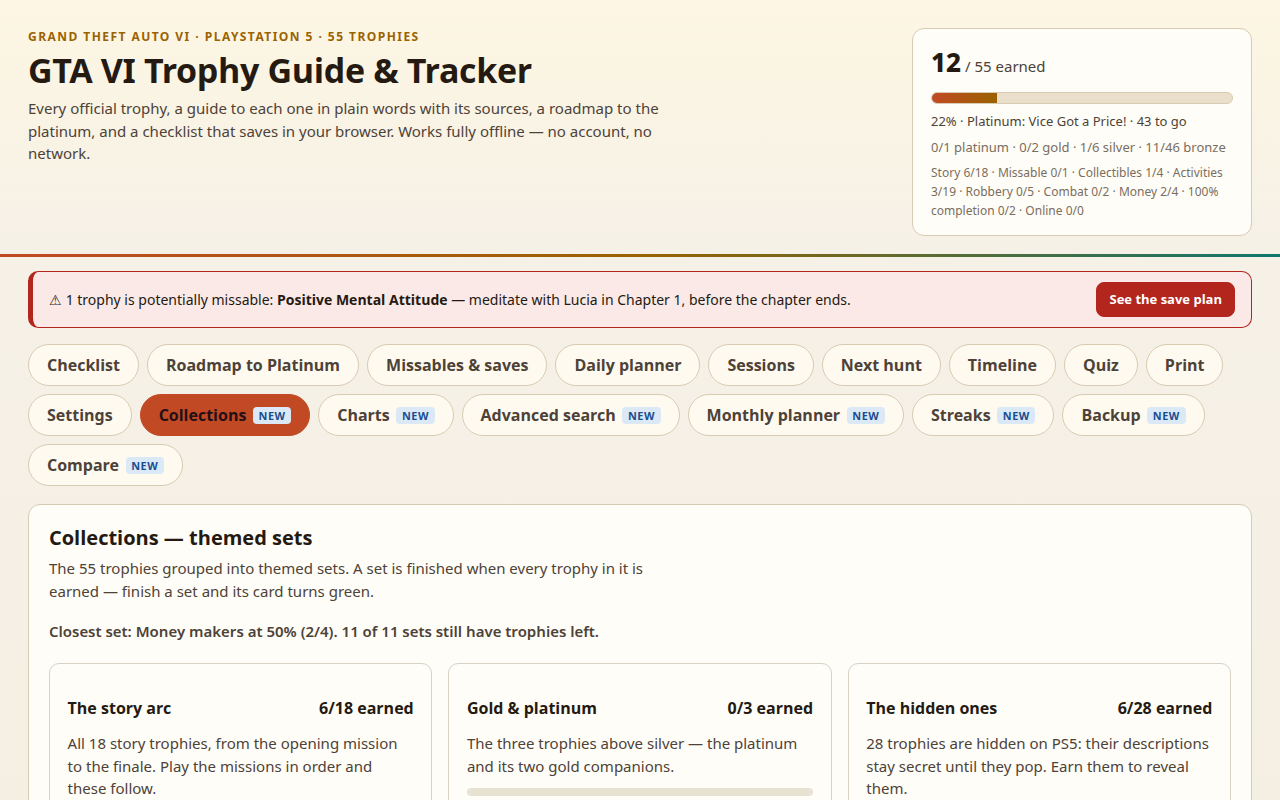 GRAND THEFT AUTO VI · PLAYSTATION 5 · 55 TROPHIES
GTA VI Trophy Guide & Tracker
Every official trophy, a guide to each one in plain words with its sources, a roadmap to the
platinum, and a checklist that saves in your browser. Works fully offline — no account, no
network.
12 / 55 earned
22% · Platinum: Vice Got a Price! · 43 to go
0/1 platinum · 0/2 gold · 1/6 silver · 11/46 bronze
Story 6/18 · Missable 0/1 · Collectibles 1/4 · Activities
3/19 · Robbery 0/5 · Combat 0/2 · Money 2/4 · 100%
completion 0/2 · Online 0/0
⚠ 1 trophy is potentially missable: Positive Mental Attitude — meditate with Lucia in Chapter 1, before the chapter ends.
See the save plan
Checklist
Roadmap to Platinum
Missables & saves
Daily planner
Sessions
Next hunt
Timeline
Quiz
Print
Settings
Collections NEW
Charts NEW
Advanced search NEW
Monthly planner NEW
Streaks NEW
Backup NEW
Compare NEW
Collections — themed sets
The 55 trophies grouped into themed sets. A set is finished when every trophy in it is
earned — finish a set and its card turns green.
Closest set: Money makers at 50% (2/4). 11 of 11 sets still have trophies left.
The story arc 6/18 earned
All 18 story trophies, from the opening mission
to the finale. Play the missions in order and
these follow.
Gold & platinum 0/3 earned
The three trophies above silver — the platinum
and its two gold companions.
The hidden ones 6/28 earned
28 trophies are hidden on PS5: their descriptions
stay secret until they pop. Earn them to reveal
them.